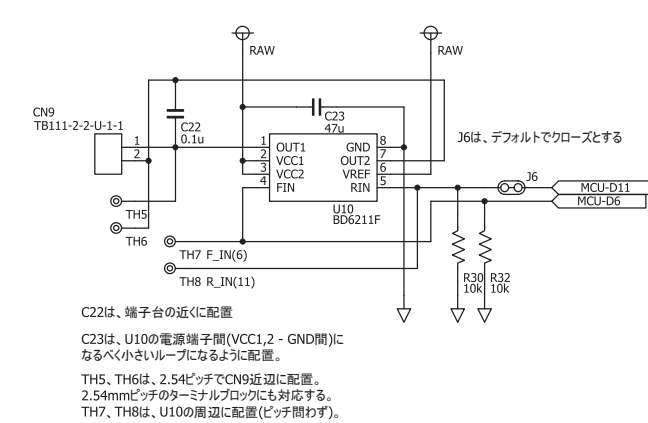 RAW
RAW
CN9
TB111-2-2-U-1-1
C22
0.1u
C23
47u
J6は、デフォルトでクローズとする
1
2
1
2
3
4
OUT1
VCC1
VCC2
FIN
GND
OUT2
VREF
RIN
8
7
6
5
U10
BD6211F
J6
MCU-D11
MCU-D6
TH5
TH6
TH7 F_IN(6)
TH8 R_IN(11)
R30
10k
R32
10k
C22は、端子台の近くに配置
C23は、U10の電源端子間(VCC1,2 - GND間)に
なるべく小さいループになるように配置。
TH5、TH6は、2.54ピッチでCN9近辺に配置。
2.54mmピッチのターミナルブロックにも対応する。
TH7、TH8は、U10の周辺に配置(ピッチ問わず)。